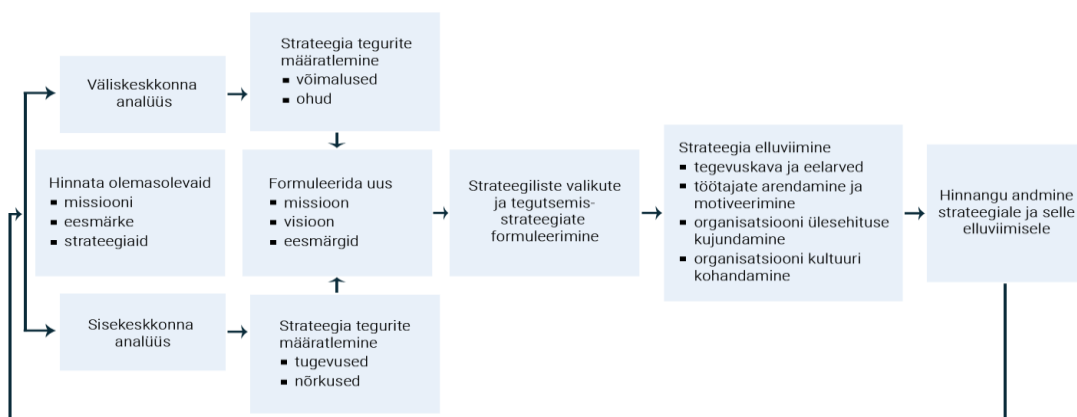 Väliskeskkonna
analüüs
Strateegia tegurite
määratlemine
▪ võimalused
▪ ohud
Hinnata olemasolevaid
▪ missiooni
▪ eesmärke
▪ strateegiaid
Formuleerida uus
▪ missioon
▪ visioon
▪ eesmärgid
Strateegiliste valikute
ja tegutsemis-
strateegiate
formuleerimine
Strateegia elluviimine
▪ tegevuskava ja eelarved
▪ töötajate arendamine ja
motiveerimine
▪ organisatsiooni ülesehituse
kujundamine
▪ organisatsiooni kultuuri
kohandamine
Hinnangu andmine
strateegiale ja selle
elluviimisele
Sisekeskkonna
analüüs
Strateegia tegurite
määratlemine
▪ tugevused
▪ nõrkused